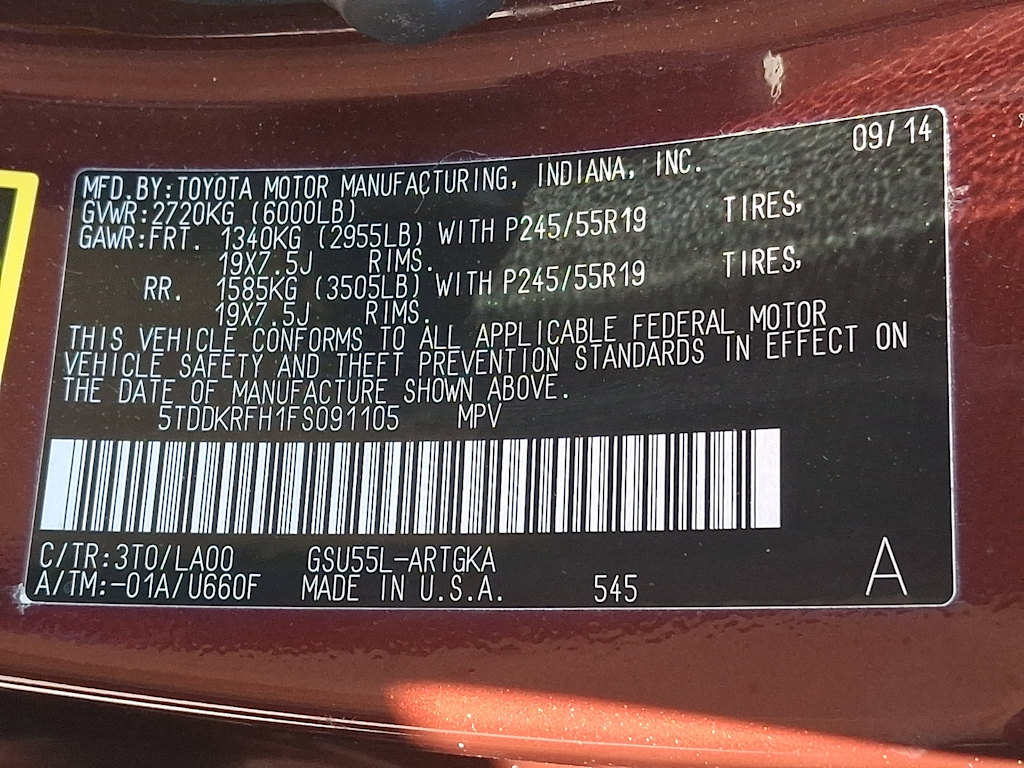 09/14
MFD.BY:TOYOTA MOTOR MANUFACTURING, INDIANA, INC.
GVWR:2720KG (6000LB)
GAWR:FRT. 1340KG (2955LB) WITH P245/55R19 TIRES,
19X7.5J RIMS.
RR. 1585KG (3505LB) WITH P245/55R19 TIRES,
19X7.5J RIMS.
THIS VEHICLE CONFORMS TO ALL APPLICABLE FEDERAL MOTOR
VEHICLE SAFETY AND THEFT PREVENTION STANDARDS IN EFFECT ON
THE DATE OF MANUFACTURE SHOWN ABOVE.
5TDDKRFH1FS091105 MPV
C/TR:3T0/LA00 GSU55L-ARTGKA
A/TM:-01A/U660F MADE IN U.S.A. 545 A